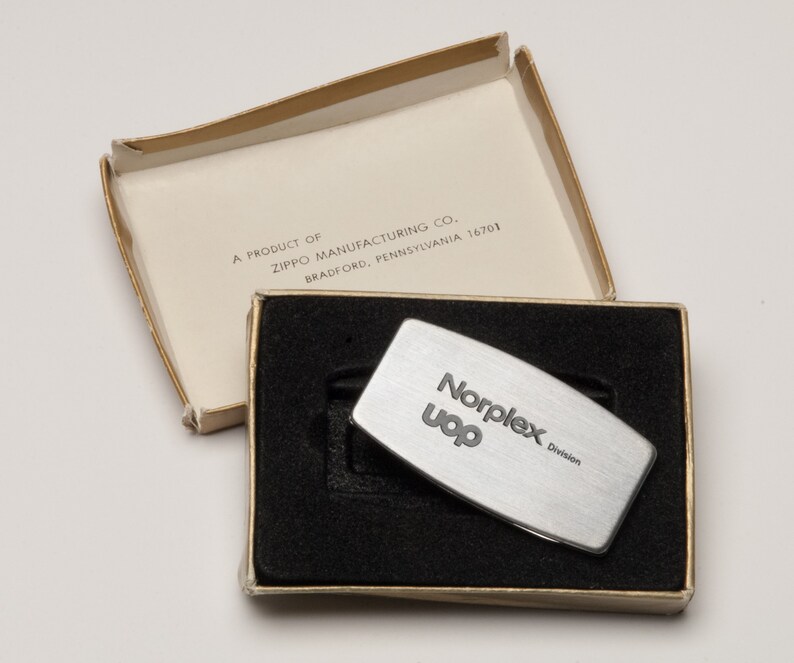 A PRODUCT OF
ZIPPO MANUFACTURING CO.
BRADFORD, PENNSYLVANIA 16701
Norplex Division
uop